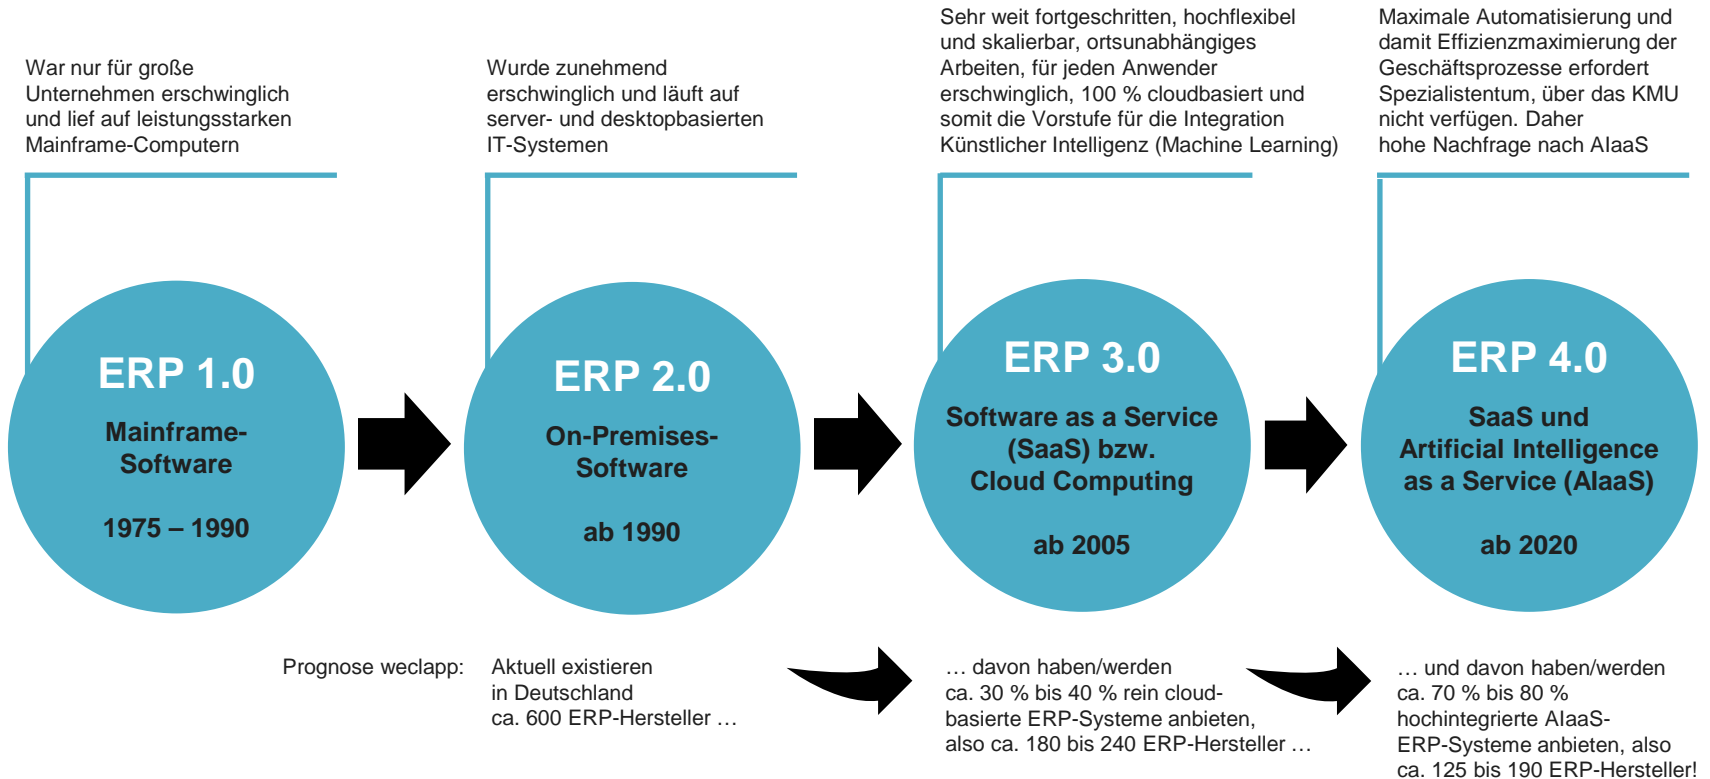 War nur für große
Unternehmen erschwinglich
und lief auf leistungsstarken
Mainframe-Computern
Wurde zunehmend
erschwinglich und läuft auf
server- und desktopbasierten
IT-Systemen
Sehr weit fortgeschritten, hochflexibel
und skalierbar, ortsunabhängiges
Arbeiten, für jeden Anwender
erschwinglich, 100 % cloudbasiert und
somit die Vorstufe für die Integration
Künstlicher Intelligenz (Machine Learning)
Maximale Automatisierung und
damit Effizienzmaximierung der
Geschäftsprozesse erfordert
Spezialistentum, über das KMU
nicht verfügen. Daher
hohe Nachfrage nach AIaaS
ERP 1.0
Mainframe-
Software
1975 – 1990
ERP 2.0
On-Premises-
Software
ab 1990
ERP 3.0
Software as a Service
(SaaS) bzw.
Cloud Computing
ab 2005
ERP 4.0
SaaS und
Artificial Intelligence
as a Service (AIaaS)
ab 2020
Prognose weclapp:
Aktuell existieren
in Deutschland
ca. 600 ERP-Hersteller …
… davon haben/werden
ca. 30 % bis 40 % rein cloud-
basierte ERP-Systeme anbieten,
also ca. 180 bis 240 ERP-Hersteller …
… und davon haben/werden
ca. 70 % bis 80 %
hochintegrierte AIaaS-
ERP-Systeme anbieten, also
ca. 125 bis 190 ERP-Hersteller!